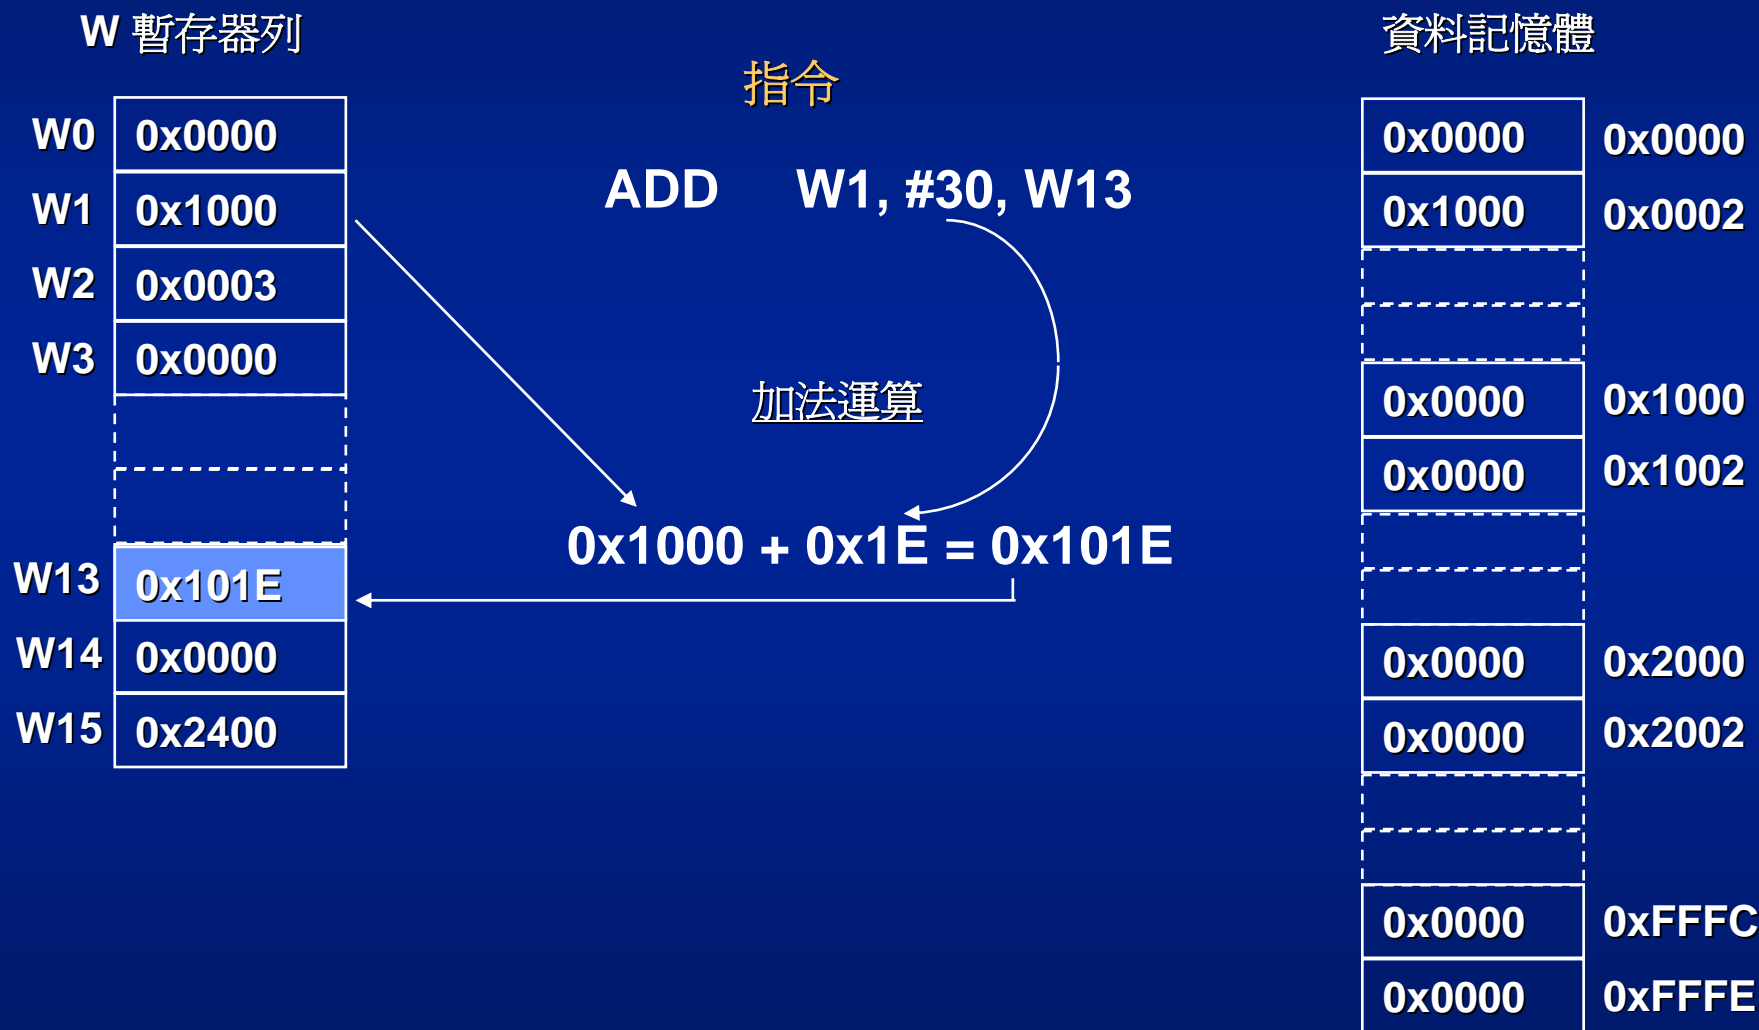 W 暫存器列
W0 0x0000
W1 0x1000
W2 0x0003
W3 0x0000
W13 0x101E
W14 0x0000
W15 0x2400
指令
ADD W1, #30, W13
加法運算
0x1000 + 0x1E = 0x101E
資料記憶體
0x0000 0x0000
0x1000 0x0002
0x0000 0x1000
0x0000 0x1002
0x0000 0x2000
0x0000 0x2002
0x0000 0xFFFC
0x0000 0xFFFE